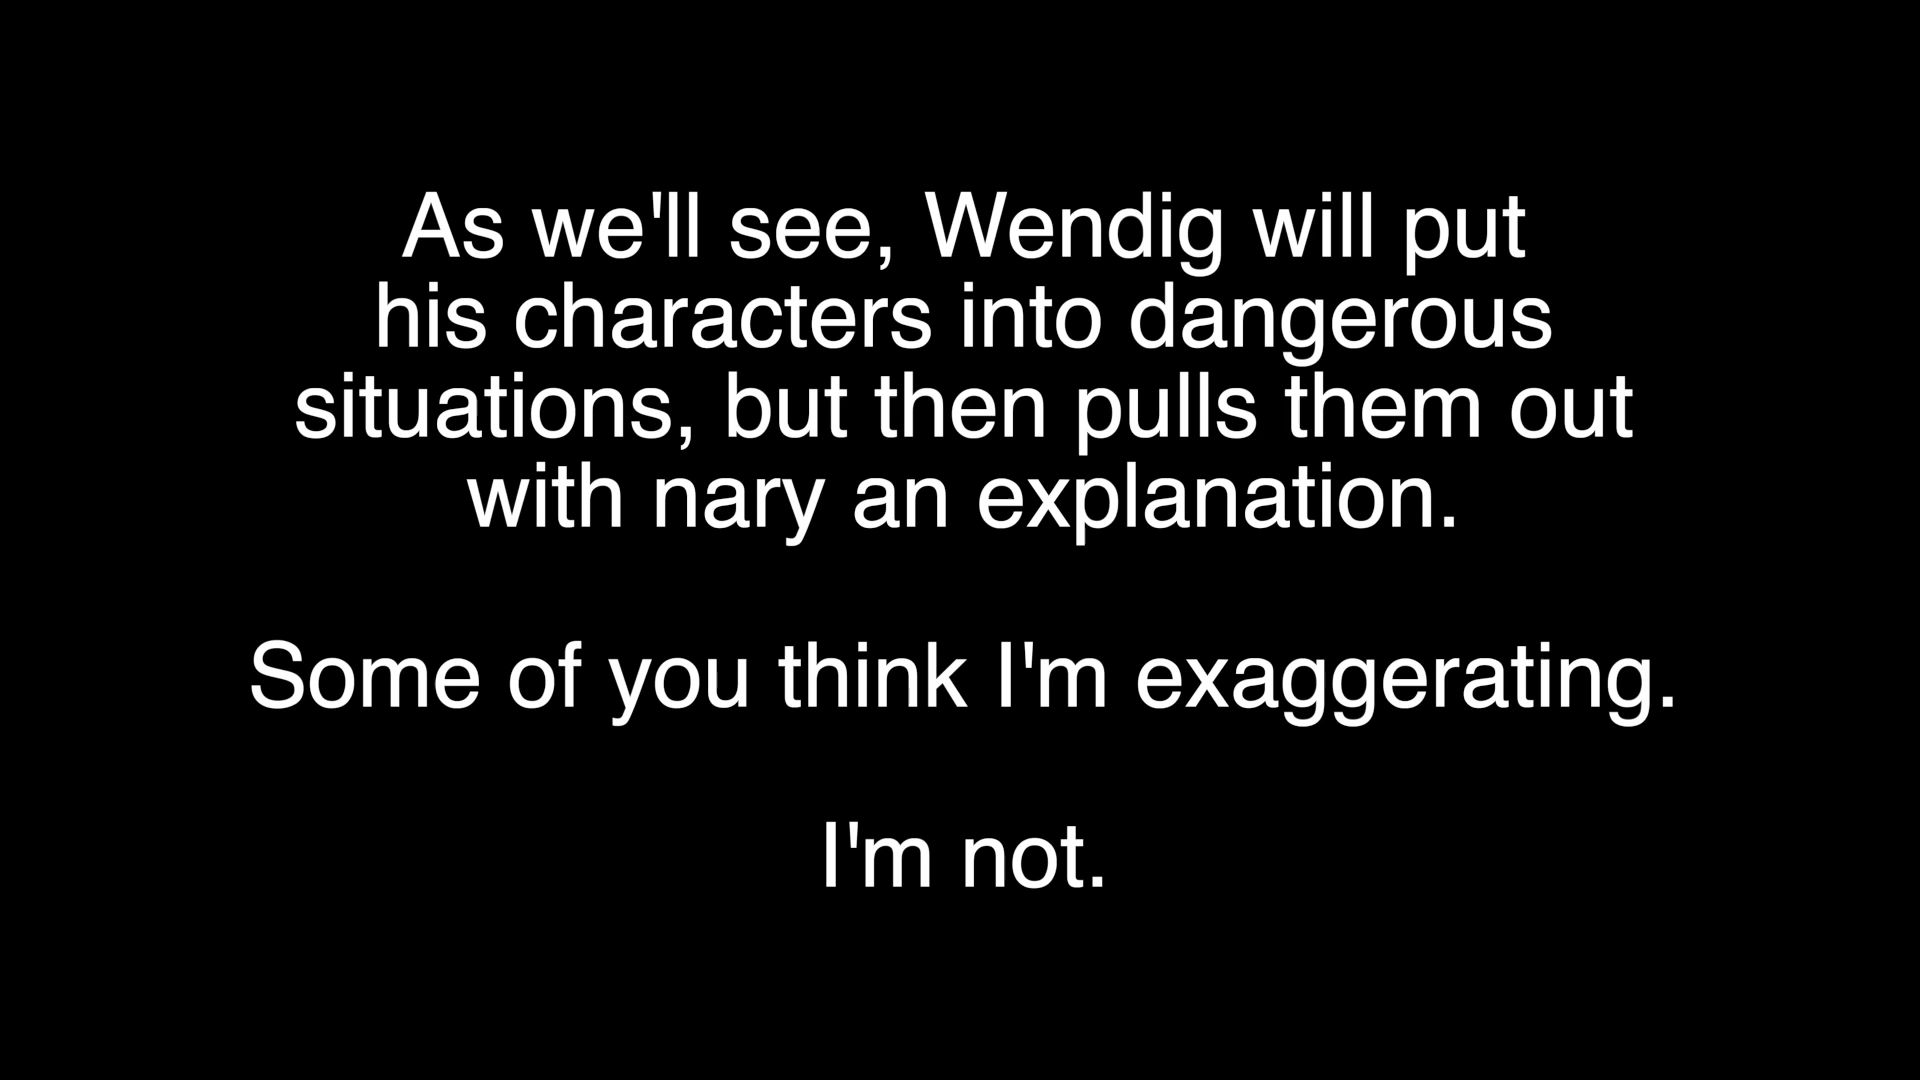 As we'll see, Wendig will put
his characters into dangerous
situations, but then pulls them out
with nary an explanation.
Some of you think I'm exaggerating.
I'm not.